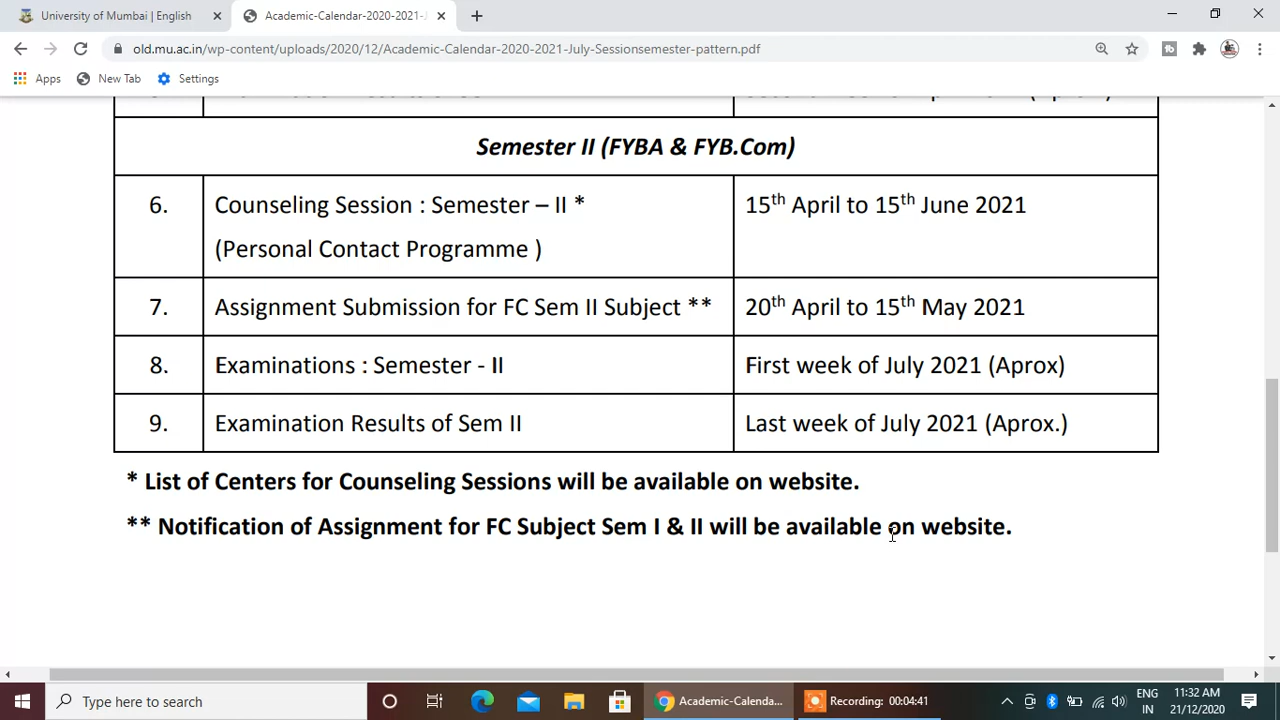 University of Mumbai | English
Academic-Calendar-2020-2021-J
old.mu.ac.in/wp-content/uploads/2020/12/Academic-Calendar-2020-2021-July-Sessionsemester-pattern.pdf
Apps New Tab Settings
Semester II (FYBA & FYB.Com)
6. Counseling Session : Semester – II * 15th April to 15th June 2021
(Personal Contact Programme )
7. Assignment Submission for FC Sem II Subject ** 20th April to 15th May 2021
8. Examinations : Semester - II First week of July 2021 (Aprox)
9. Examination Results of Sem II Last week of July 2021 (Aprox.)
* List of Centers for Counseling Sessions will be available on website.
** Notification of Assignment for FC Subject Sem I & II will be available on website.
Type here to search
Academic-Calenda...
Recording: 00:04:41
ENG
IN
11:32 AM
21/12/2020